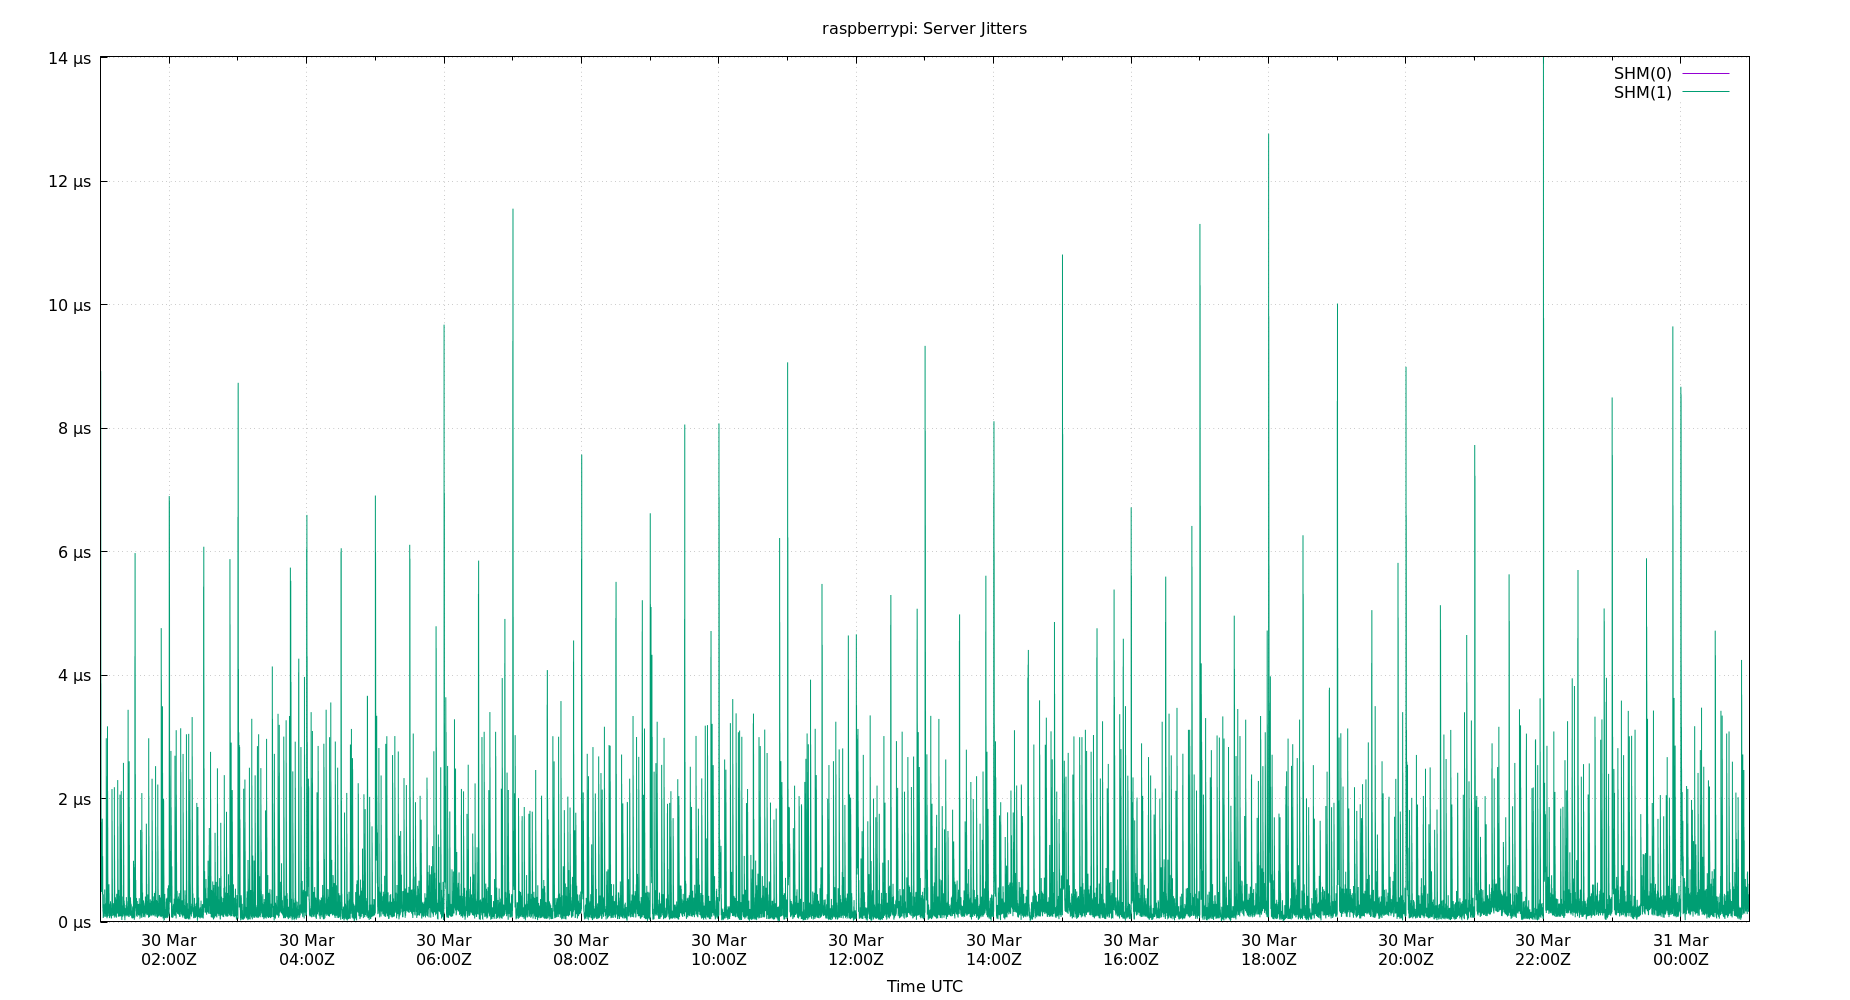 raspberrypi: Server Jitters
14 µs
12 µs
10 µs
8 µs
6 µs
4 µs
2 µs
0 µs
SHM(0)
SHM(1)
30 Mar 02:00Z
30 Mar 04:00Z
30 Mar 06:00Z
30 Mar 08:00Z
30 Mar 10:00Z
30 Mar 12:00Z
30 Mar 14:00Z
30 Mar 16:00Z
30 Mar 18:00Z
30 Mar 20:00Z
30 Mar 22:00Z
31 Mar 00:00Z
Time UTC